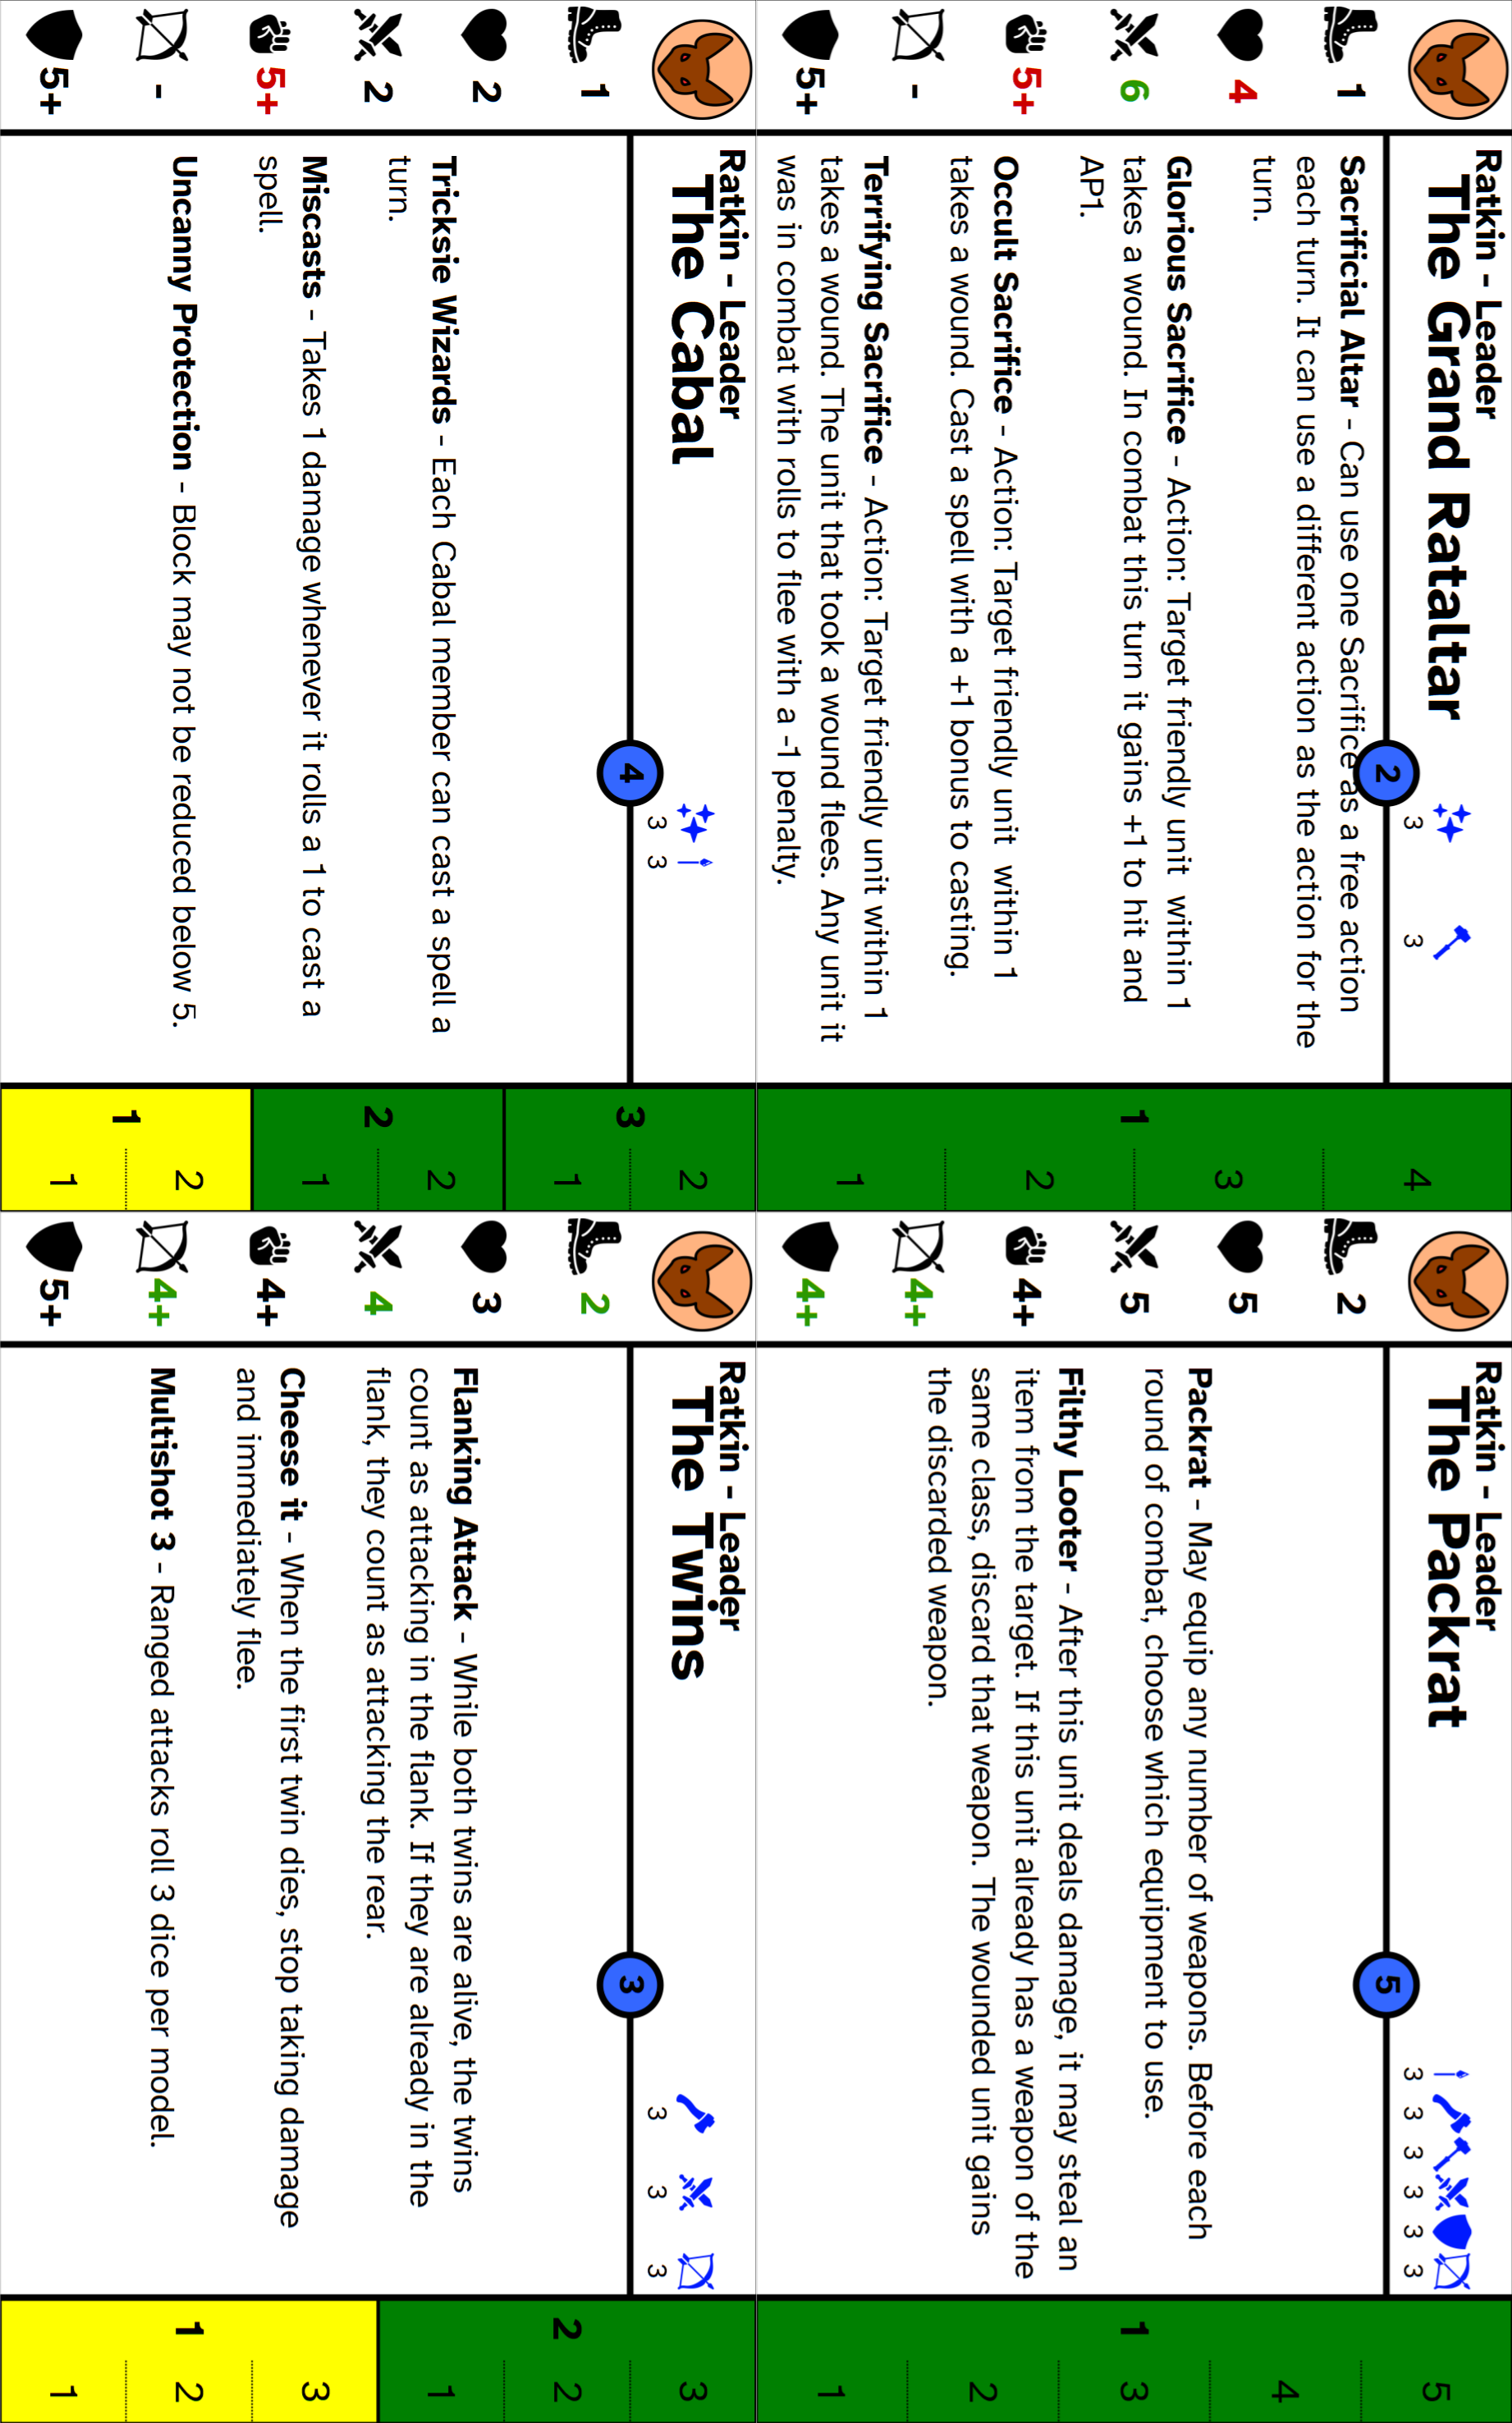 Ratkin - Leader
The Grand Rataltar
2
3
3
1
4
6
5+
-
5+
Sacrificial Altar - Can use one Sacrifice as a free action
each turn. It can use a different action as the action for the
turn.
Glorious Sacrifice - Action: Target friendly unit within 1
takes a wound. In combat this turn it gains +1 to hit and
AP1.
Occult Sacrifice - Action: Target friendly unit within 1
takes a wound. Cast a spell with a +1 bonus to casting.
Terrifying Sacrifice - Action: Target friendly unit within 1
takes a wound. The unit that took a wound flees. Any unit it
was in combat with rolls to flee with a -1 penalty.
1
4
3
2
1
Ratkin - Leader
The Packrat
5
3
3
3
3
3
3
2
5
5
4+
4+
4+
Packrat - May equip any number of weapons. Before each
round of combat, choose which equipment to use.
Filthy Looter - After this unit deals damage, it may steal an
item from the target. If this unit already has a weapon of the
same class, discard that weapon. The wounded unit gains
the discarded weapon.
1
5
4
3
2
1
Ratkin - Leader
The Cabal
4
3
3
1
2
2
5+
-
5+
Tricksie Wizards - Each Cabal member can cast a spell a
turn.
Miscasts - Takes 1 damage whenever it rolls a 1 to cast a
spell.
Uncanny Protection - Block may not be reduced below 5.
3
2
1
2
2
1
1
2
1
Ratkin - Leader
The Twins
3
3
3
3
2
3
4
4+
4+
5+
Flanking Attack - While both twins are alive, the twins
count as attacking in the flank. If they are already in the
flank, they count as attacking the rear.
Cheese it - When the first twin dies, stop taking damage
and immediately flee.
Multishot 3 - Ranged attacks roll 3 dice per model.
2
3
2
1
1
3
2
1